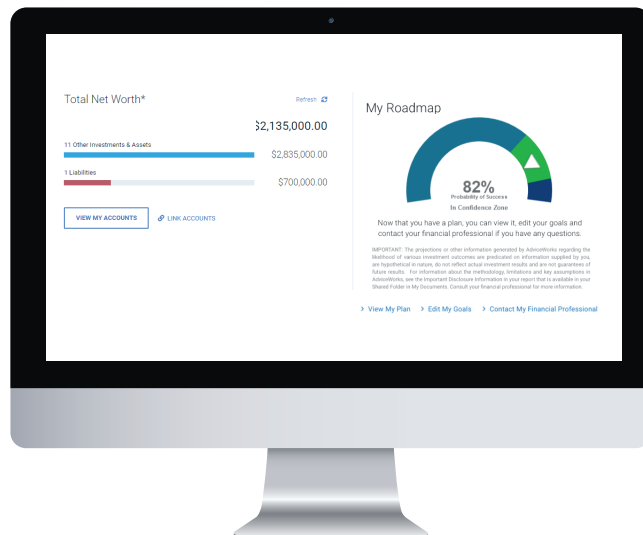 Total Net Worth*
Refresh
$2,135,000.00
11 Other Investments & Assets
$2,835,000.00
1 Liabilities
$700,000.00
VIEW MY ACCOUNTS
LINK ACCOUNTS
My Roadmap
82%
Probability of Success
In Confidence Zone
Now that you have a plan, you can view it, edit your goals and
contact your financial professional if you have any questions.
IMPORTANT: The projections or other information generated by AdviceWorks regarding the
likelihood of various investment outcomes are predicated on information supplied by you,
are hypothetical in nature, do not reflect actual investment results and are not guarantees of
future results. For information about the methodology, limitations and key assumptions in
AdviceWorks, see the Important Disclosure Information in your report that is available in your
Shared Folder in My Documents. Consult your financial professional for more information.
> View My Plan > Edit My Goals > Contact My Financial Professional